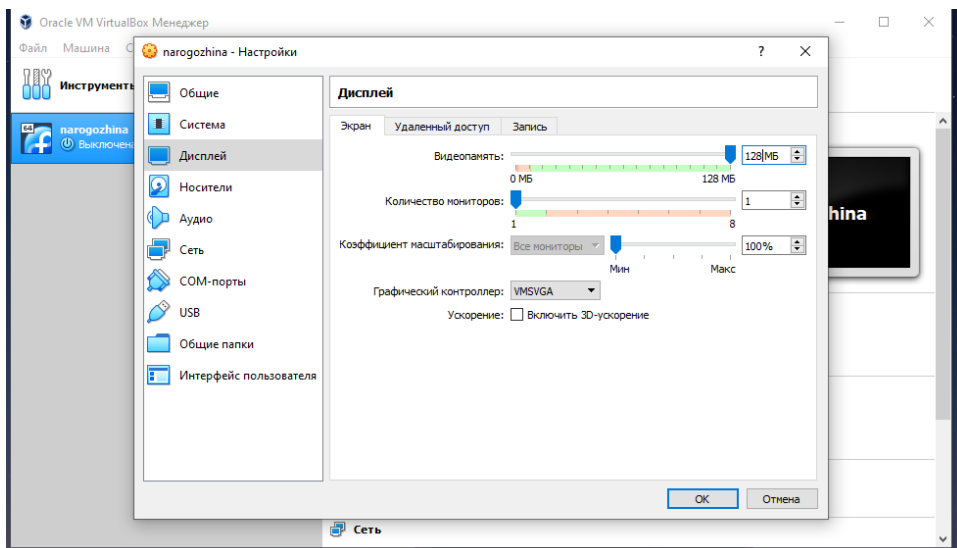 Oracle VM VirtualBox Менеджер
Файл Машина С
Инструменты
64
narogozhina
Выключена
hina
Сеть
narogozhina - Настройки
?
Общие
Система
Дисплей
Носители
Аудио
Сеть
COM-порты
USB
Общие папки
Интерфейс пользователя
Дисплей
Экран Удаленный доступ Запись
Видеопамять: 128 МБ
0 МБ 128 МБ
Количество мониторов: 1
1 8
Коэффициент масштабирования: Все мониторы 100%
Мин Макс
Графический контроллер: VMSVGA
Ускорение: Включить 3D-ускорение
OK Отмена